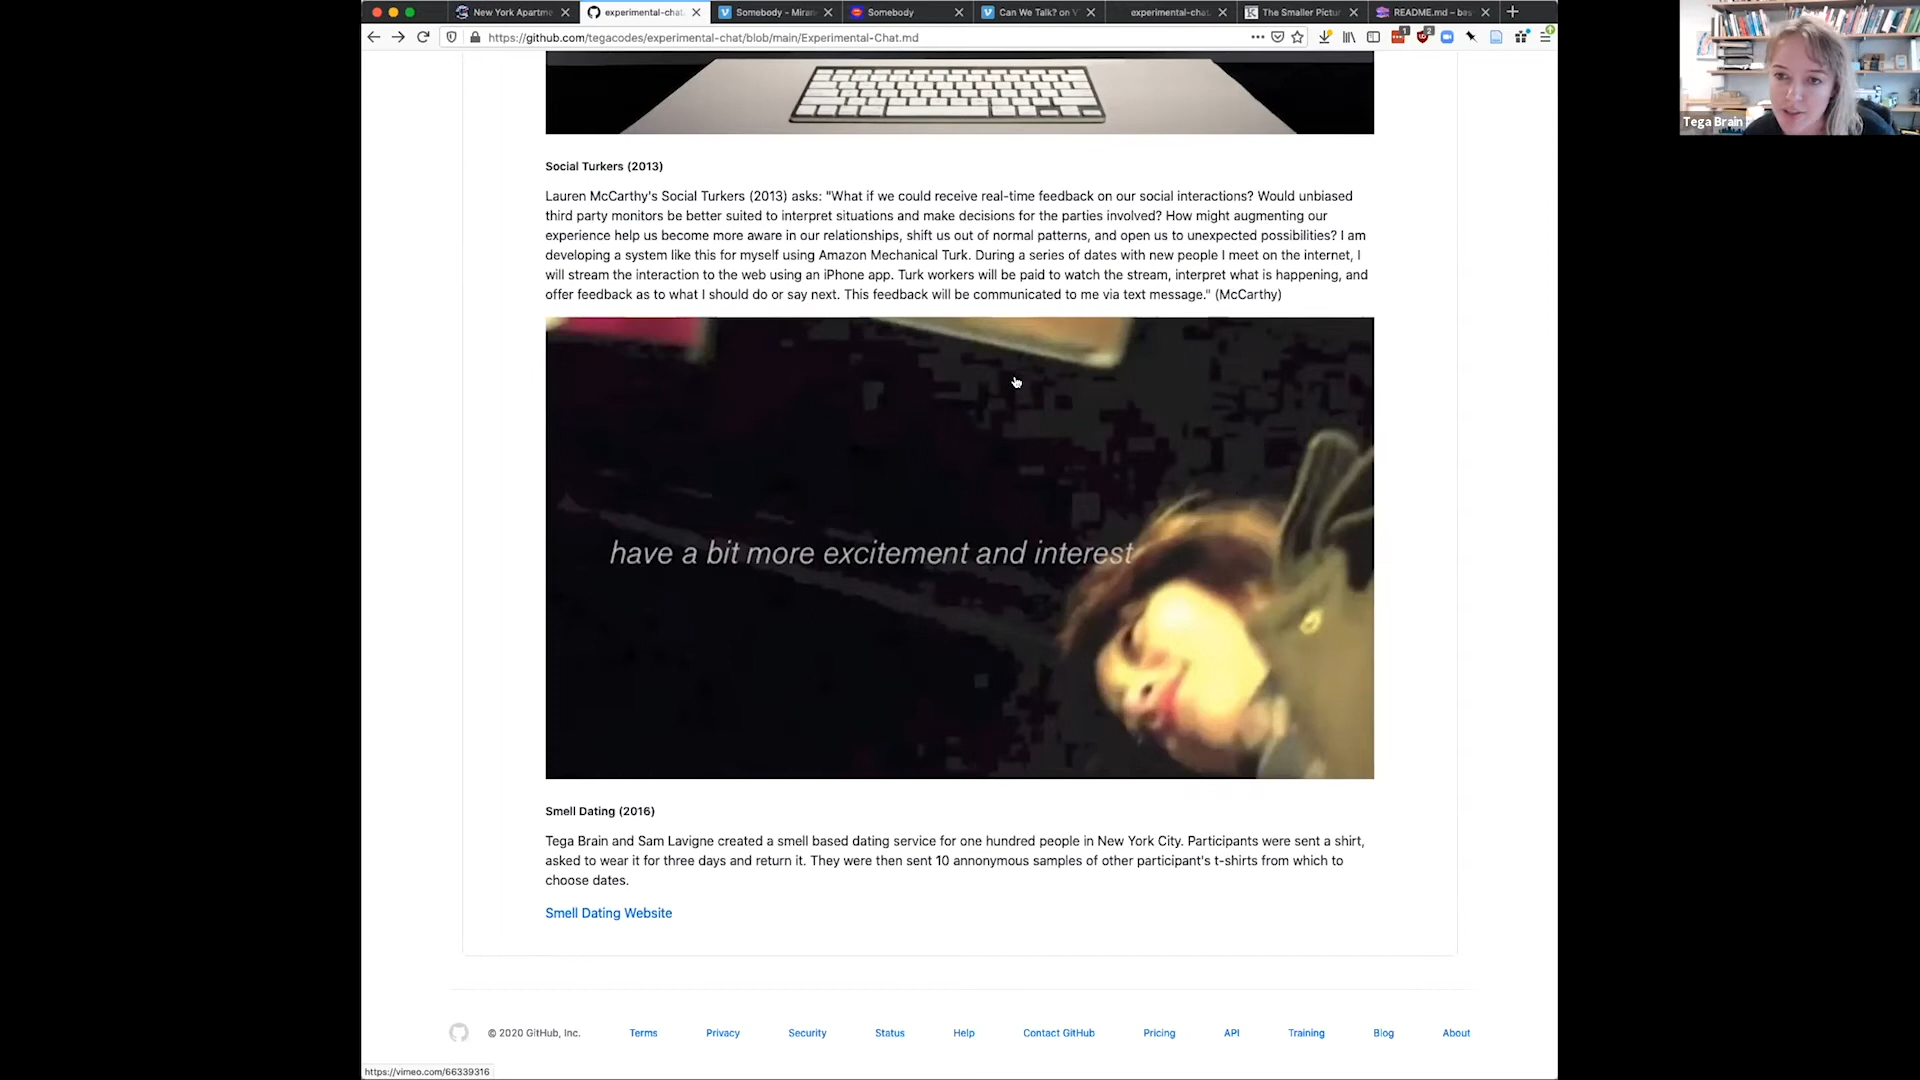 New York Apartme
experimental-chat.
Somebody - Miran
Somebody
Can We Talk? on V
experimental-chat.
The Smaller Pictu
README.md – bes
https://github.com/tegacodes/experimental-chat/blob/main/Experimental-Chat.md
Tega Brain
Social Turkers (2013)
Lauren McCarthy's Social Turkers (2013) asks: "What if we could receive real-time feedback on our social interactions? Would unbiased
third party monitors be better suited to interpret situations and make decisions for the parties involved? How might augmenting our
experience help us become more aware in our relationships, shift us out of normal patterns, and open us to unexpected possibilities? I am
developing a system like this for myself using Amazon Mechanical Turk. During a series of dates with new people I meet on the internet, I
will stream the interaction to the web using an iPhone app. Turk workers will be paid to watch the stream, interpret what is happening, and
offer feedback as to what I should do or say next. This feedback will be communicated to me via text message." (McCarthy)
have a bit more excitement and interest
Smell Dating (2016)
Tega Brain and Sam Lavigne created a smell based dating service for one hundred people in New York City. Participants were sent a shirt,
asked to wear it for three days and return it. They were then sent 10 annonymous samples of other participant's t-shirts from which to
choose dates.
Smell Dating Website
© 2020 GitHub, Inc.
Terms
Privacy
Security
Status
Help
Contact GitHub
Pricing
API
Training
Blog
About
https://vimeo.com/66339316